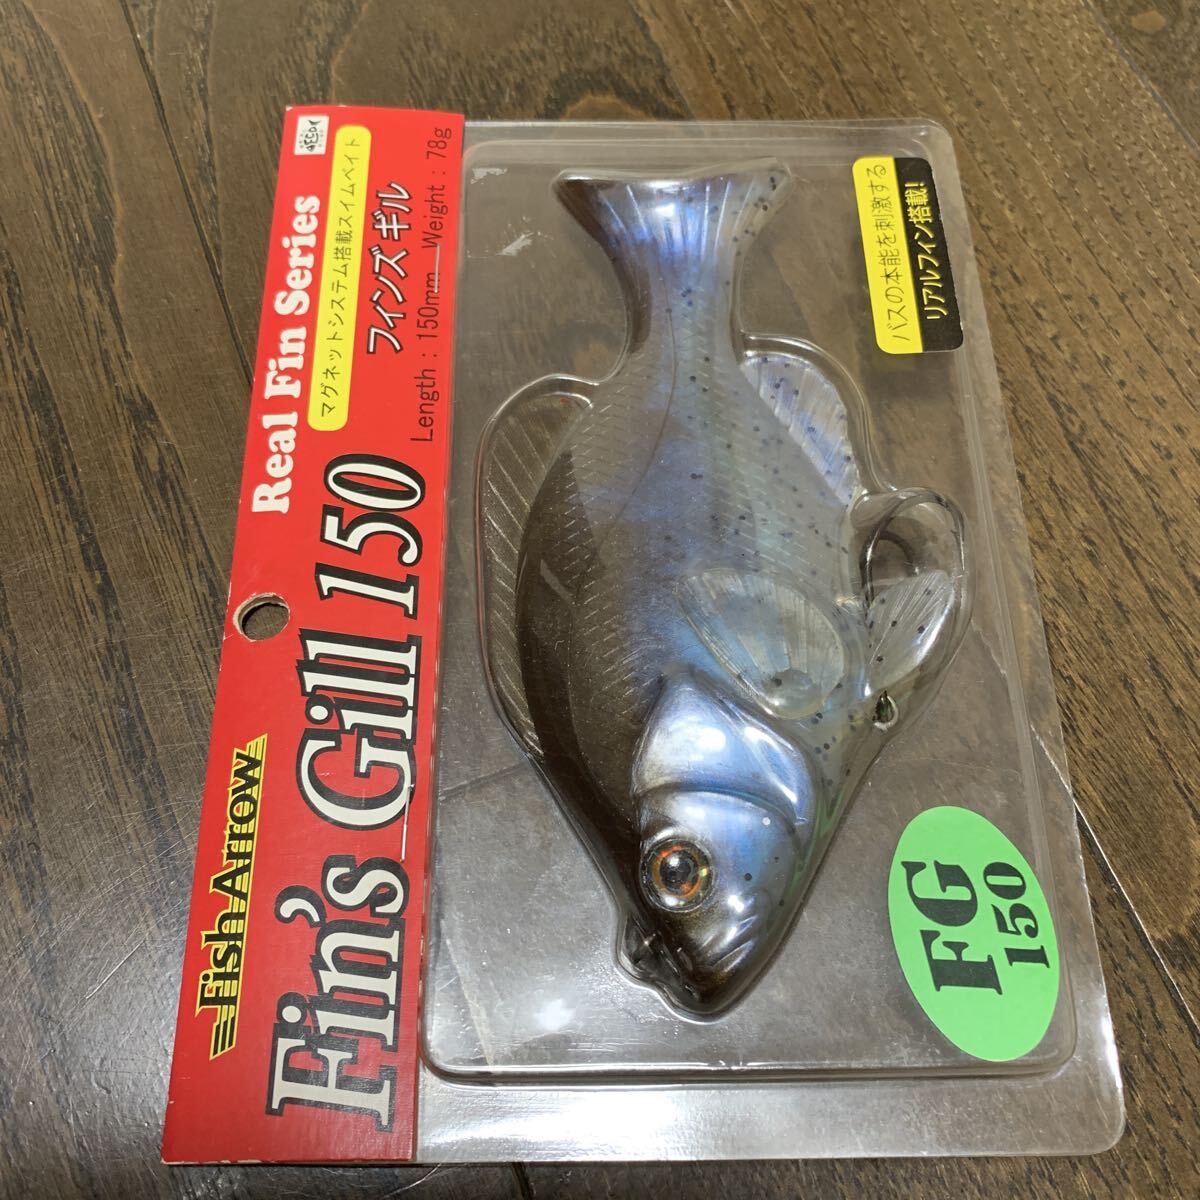 Real Fin Series
マグネットシステム搭載スイムベイト
フィンズ ギル
Length : 150mm Weight : 78g
Fin's Gill 150
Fish Arrow
バスの本能を刺激する
リアルフィン搭載!
FG
150